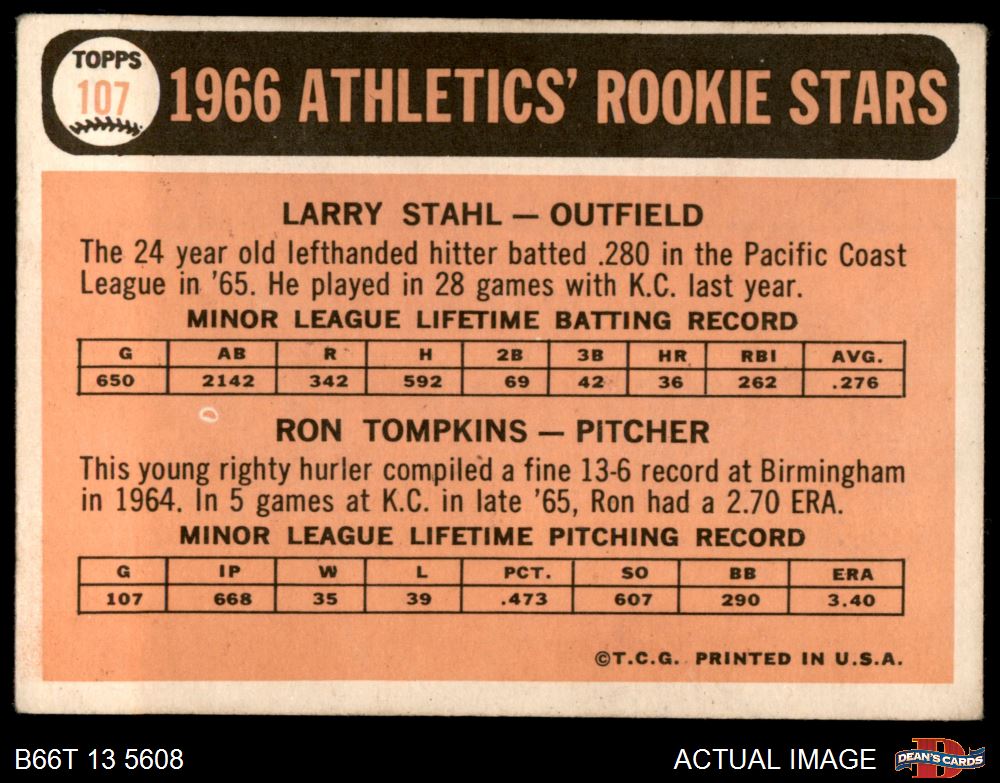 TOPPS
107
1966 ATHLETICS' ROOKIE STARS
LARRY STAHL — OUTFIELD
The 24 year old lefthanded hitter batted .280 in the Pacific Coast
League in '65. He played in 28 games with K.C. last year.
MINOR LEAGUE LIFETIME BATTING RECORD
G AB R H 2B 3B HR RBI AVG.
650 2142 342 592 69 42 36 262 .276
RON TOMPKINS — PITCHER
This young righty hurler compiled a fine 13-6 record at Birmingham
in 1964. In 5 games at K.C. in late '65, Ron had a 2.70 ERA.
MINOR LEAGUE LIFETIME PITCHING RECORD
G IP W L PCT. SO BB ERA
107 668 35 39 .473 607 290 3.40
©T.C.G. PRINTED IN U.S.A.
B66T 13 5608
ACTUAL IMAGE
D
DEAN'S CARDS